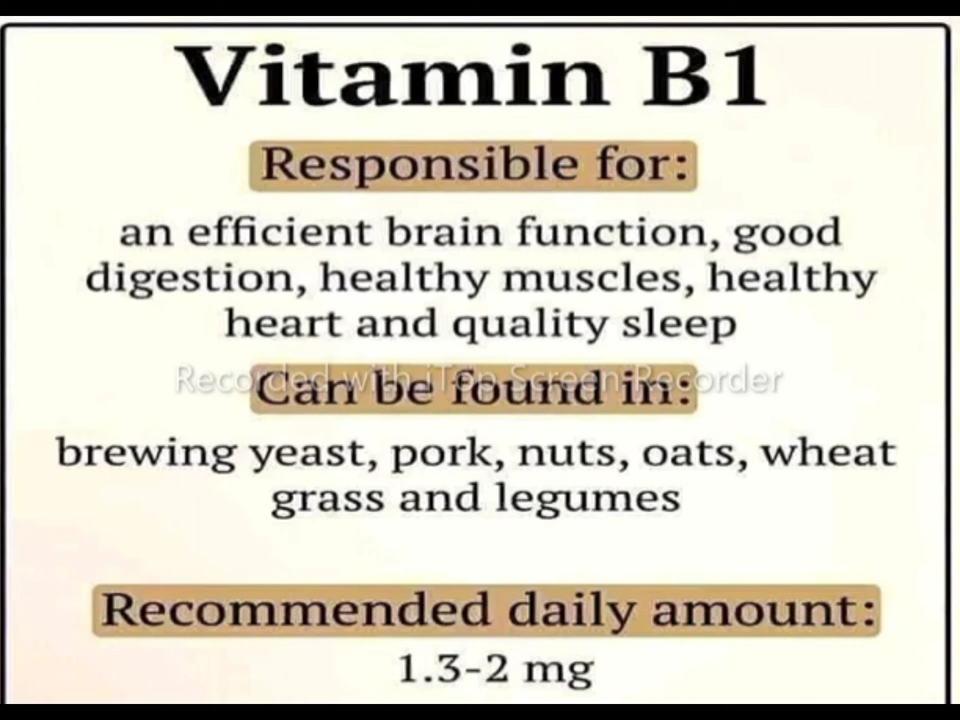 Vitamin B1
Responsible for:
an efficient brain function, good
digestion, healthy muscles, healthy
heart and quality sleep
Recorded with iTop Screen Recorder
Can be found in:
brewing yeast, pork, nuts, oats, wheat
grass and legumes
Recommended daily amount:
1.3-2 mg